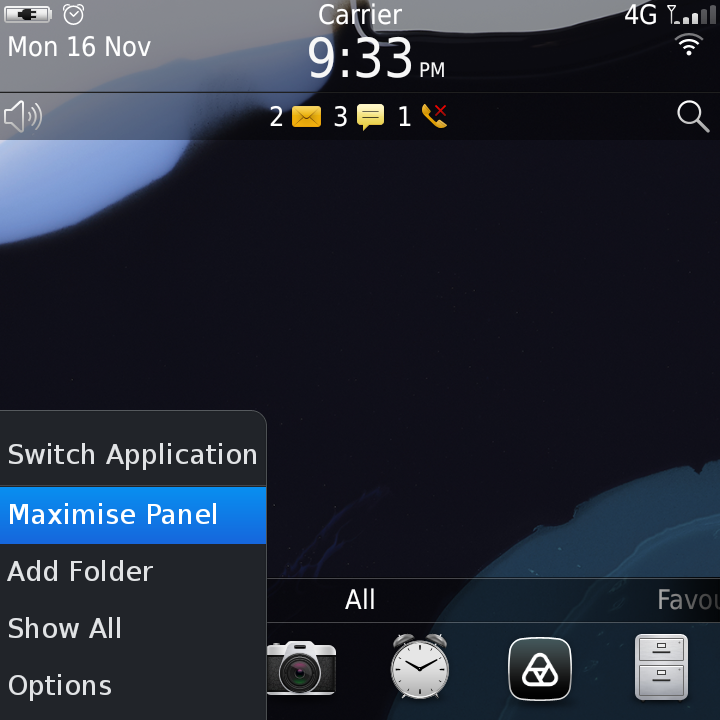 Carrier
4G
Mon 16 Nov
9:33 PM
2 3 1
Switch Application
Maximise Panel
Add Folder
Show All
Options
All
Favou